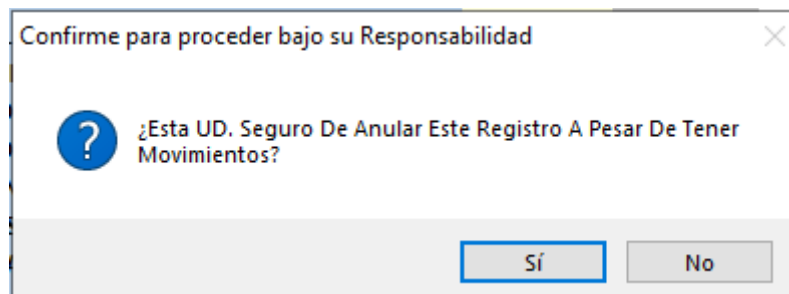 Confirme para proceder bajo su Responsabilidad
¿Esta UD. Seguro De Anular Este Registro A Pesar De Tener
Movimientos?
Sí
No